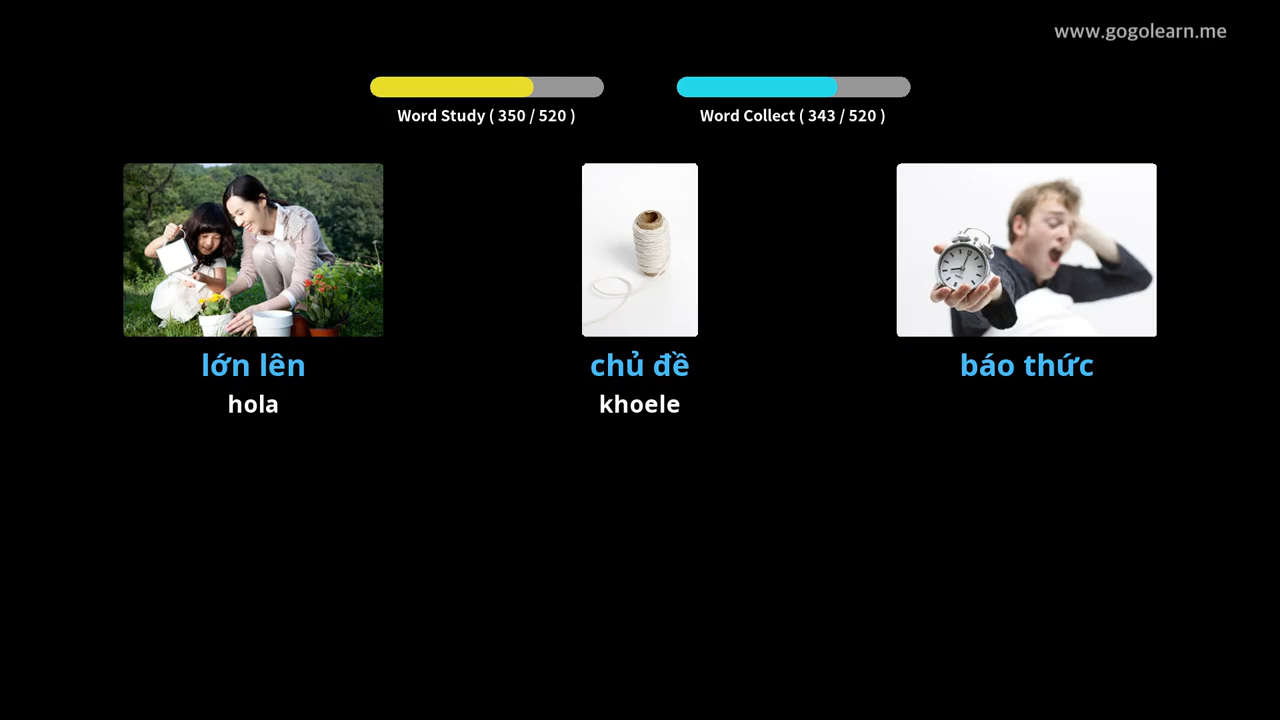 www.gogolearn.me
Word Study ( 350 / 520 )
Word Collect ( 343 / 520 )
lớn lên
chủ đề
báo thức
hola
khoele